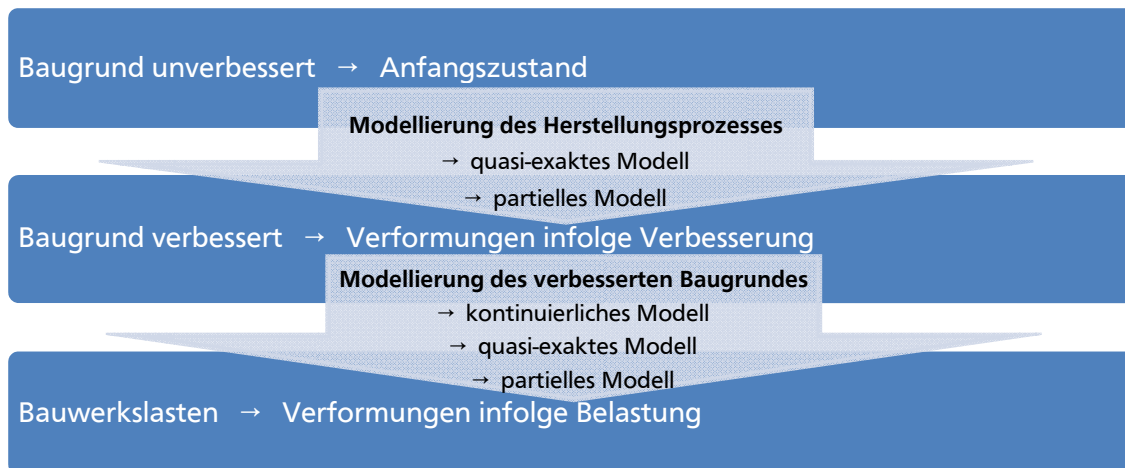 Baugrund unverbessert → Anfangszustand
Modellierung des Herstellungsprozesses
→ quasi-exaktes Modell
→ partielles Modell
Baugrund verbessert → Verformungen infolge Verbesserung
Modellierung des verbesserten Baugrundes
→ kontinuierliches Modell
→ quasi-exaktes Modell
→ partielles Modell
Bauwerkslasten → Verformungen infolge Belastung